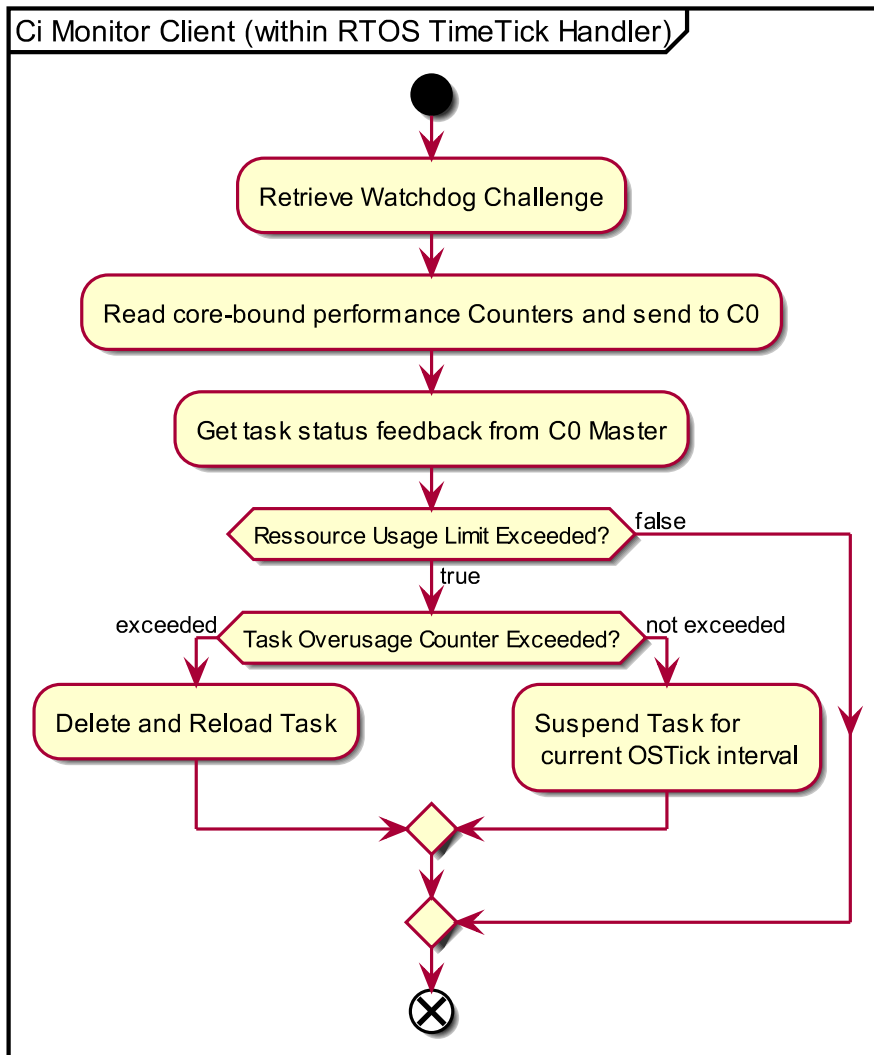 Ci Monitor Client (within RTOS TimeTick Handler)
Retrieve Watchdog Challenge
Read core-bound performance Counters and send to C0
Get task status feedback from C0 Master
Ressource Usage Limit Exceeded?
false
true
exceeded
Task Overusage Counter Exceeded?
not exceeded
Delete and Reload Task
Suspend Task for
current OSTick interval